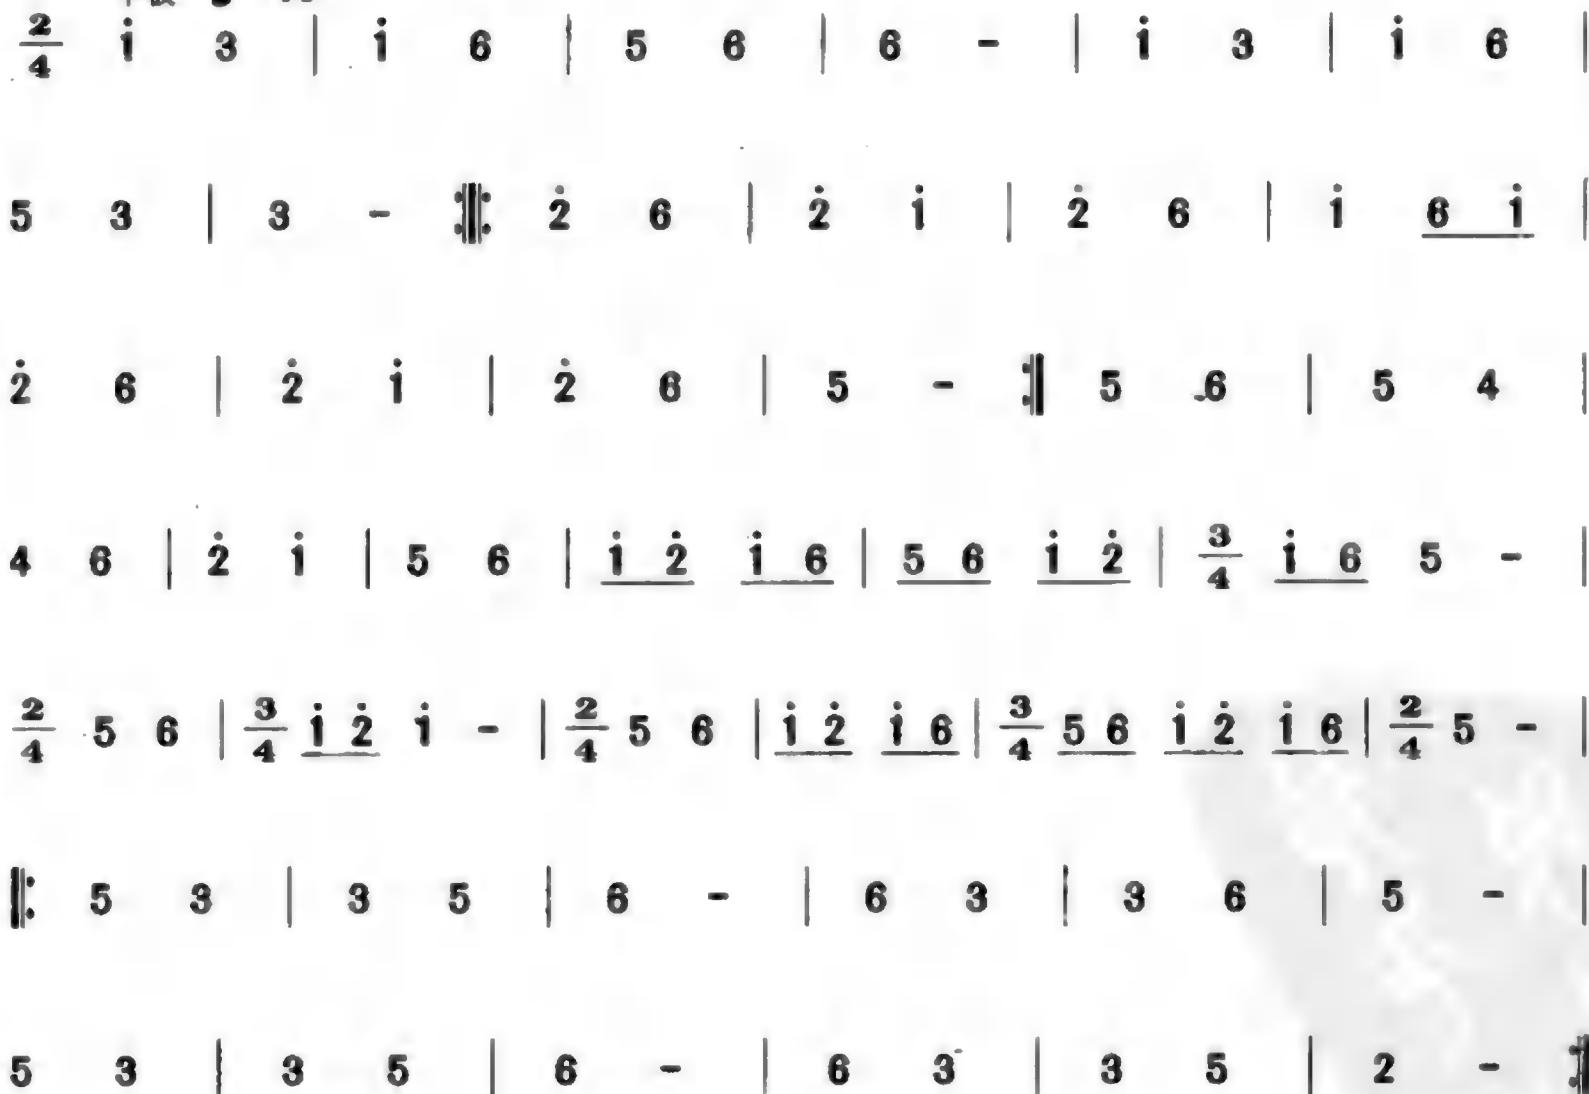 2/4 i̇ 3 | i̇ 6 | 5 6 | 6 - | i̇ 3 | i̇ 6 |
5 3 | 3 - :‖: 2̇ 6 | 2̇ i̇ | 2̇ 6 | i̇ 6 i̇ |
2̇ 6 | 2̇ i̇ | 2̇ 6 | 5 - :‖ 5 6 | 5 4 |
4 6 | 2̇ i̇ | 5 6 | i̇ 2̇ i̇ 6 | 5 6 i̇ 2̇ | 3/4 i̇ 6 5 - |
2/4 5 6 | 3/4 i̇ 2̇ i̇ - | 2/4 5 6 | i̇ 2̇ i̇ 6 | 3/4 5 6 i̇ 2̇ i̇ 6 | 2/4 5 - |
‖: 5 3 | 3 5 | 6 - | 6 3 | 3 6 | 5 - |
5 3 | 3 5 | 6 - | 6 3 | 3 5 | 2 - :‖